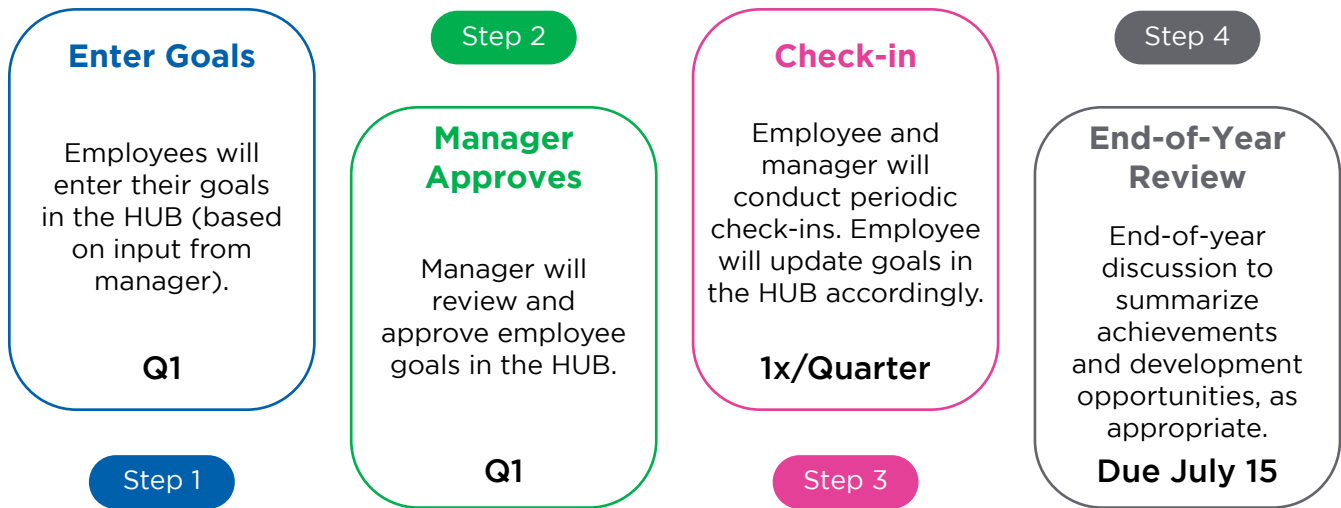 Enter Goals
Employees will
enter their goals
in the HUB (based
on input from
manager).
Q1
Step 1
Step 2
Manager
Approves
Manager will
review and
approve employee
goals in the HUB.
Q1
Check-in
Employee and
manager will
conduct periodic
check-ins. Employee
will update goals in
the HUB accordingly.
1x/Quarter
Step 3
Step 4
End-of-Year
Review
End-of-year
discussion to
summarize
achievements
and development
opportunities, as
appropriate.
Due July 15